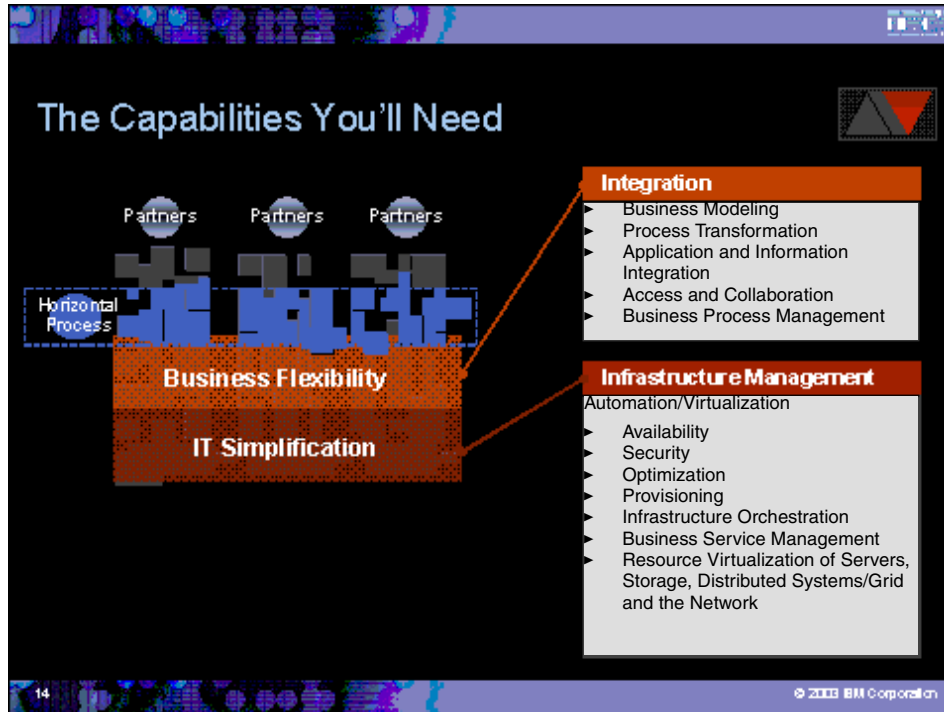 IBM
The Capabilities You'll Need
Partners
Partners
Partners
Horizontal
Process
Business Flexibility
IT Simplification
Integration
► Business Modeling
► Process Transformation
► Application and Information
Integration
► Access and Collaboration
► Business Process Management
Infrastructure Management
Automation/Virtualization
► Availability
► Security
► Optimization
► Provisioning
► Infrastructure Orchestration
► Business Service Management
► Resource Virtualization of Servers,
Storage, Distributed Systems/Grid
and the Network
14
© 2003 IBM Corporation